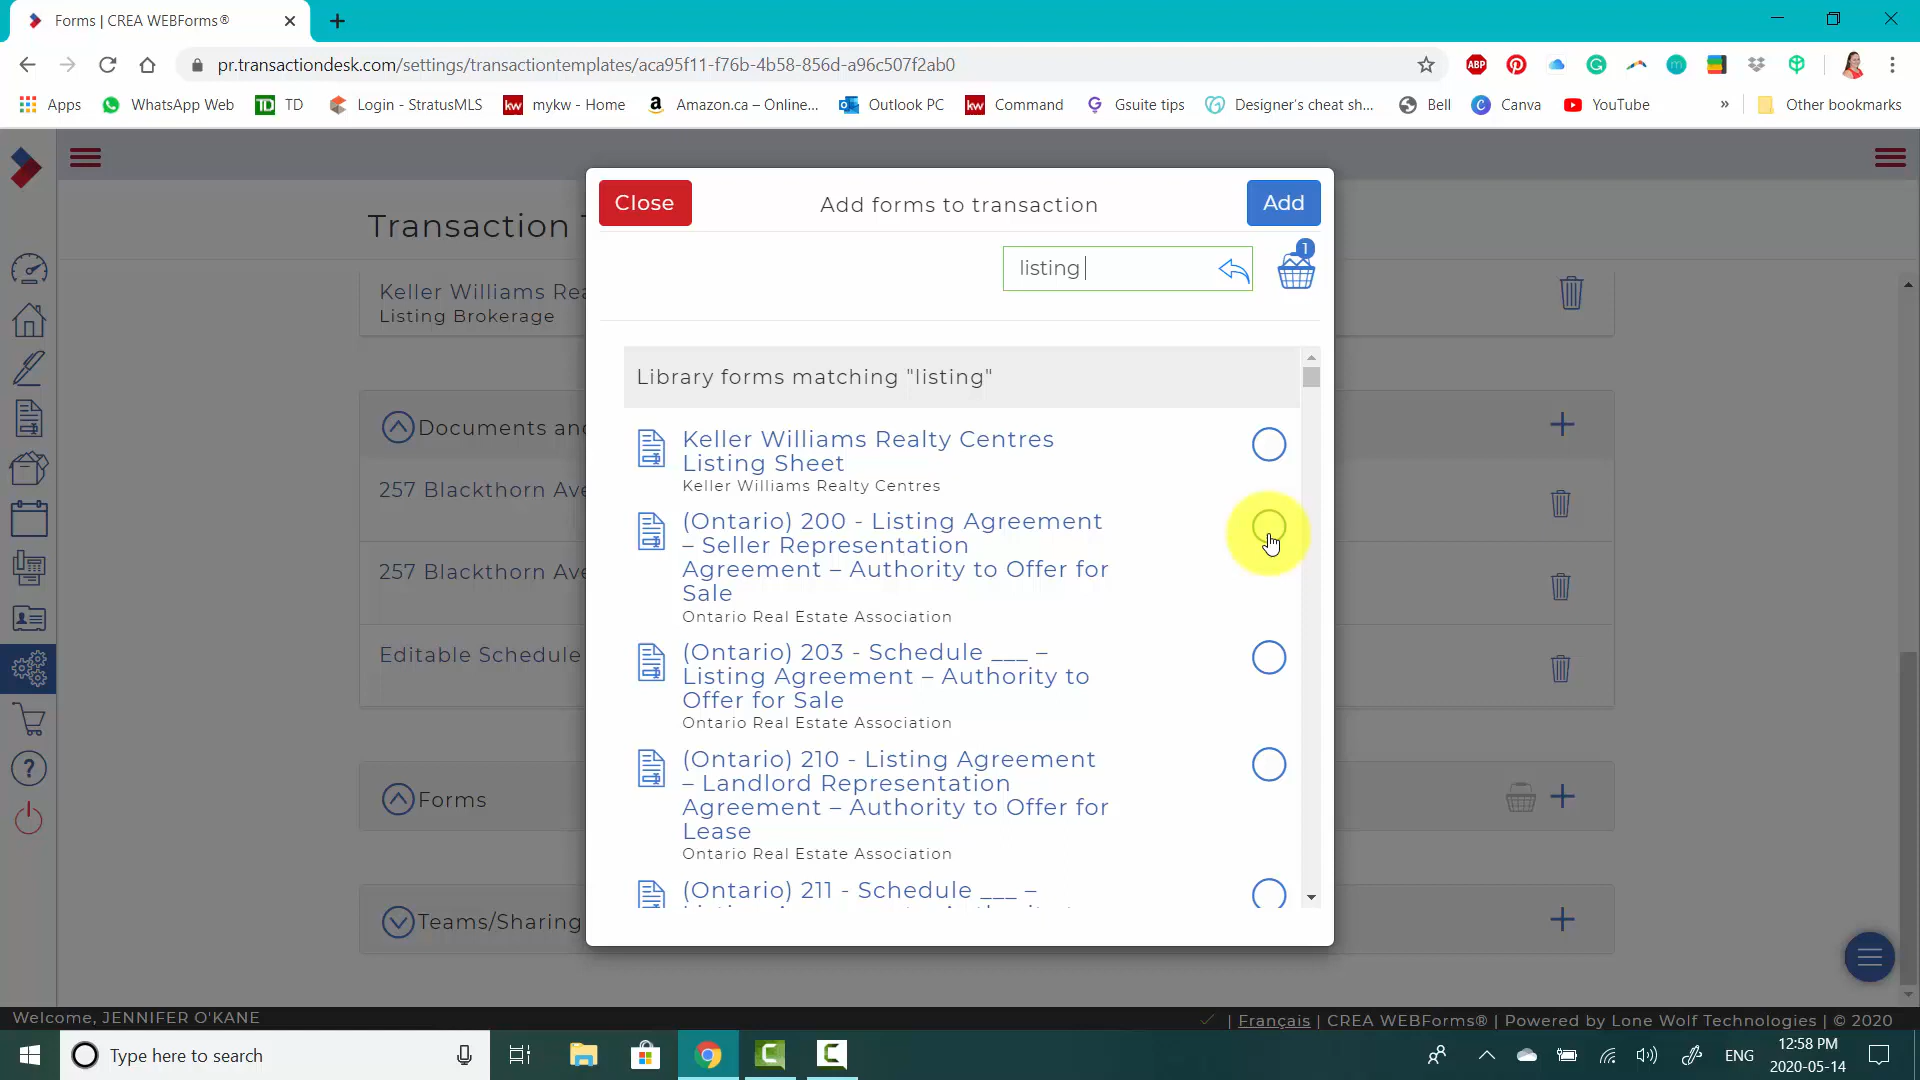 Forms | CREA WEBForms®
pr.transactiondesk.com/settings/transactiontemplates/aca95f11-f76b-4b58-856d-a96c507f2ab0
ABP
Apps
WhatsApp Web
TD TD
Login - StratusMLS
kw mykw - Home
Amazon.ca – Online...
Outlook PC
kw Command
Gsuite tips
Designer's cheat sh...
Bell
Canva
YouTube
»
Other bookmarks
Transaction
Close
Add forms to transaction
Add
listing
1
Keller Williams Rea
Listing Brokerage
Library forms matching "listing"
Documents and
257 Blackthorn Ave
257 Blackthorn Ave
Editable Schedule
Forms
Teams/Sharing
Keller Williams Realty Centres
Listing Sheet
Keller Williams Realty Centres
(Ontario) 200 - Listing Agreement
– Seller Representation
Agreement – Authority to Offer for
Sale
Ontario Real Estate Association
(Ontario) 203 - Schedule ___ –
Listing Agreement – Authority to
Offer for Sale
Ontario Real Estate Association
(Ontario) 210 - Listing Agreement
– Landlord Representation
Agreement – Authority to Offer for
Lease
Ontario Real Estate Association
(Ontario) 211 - Schedule ___ –
Welcome, JENNIFER O'KANE
| Français | CREA WEBForms® | Powered by Lone Wolf Technologies | © 2020
Type here to search
ENG
12:58 PM
2020-05-14